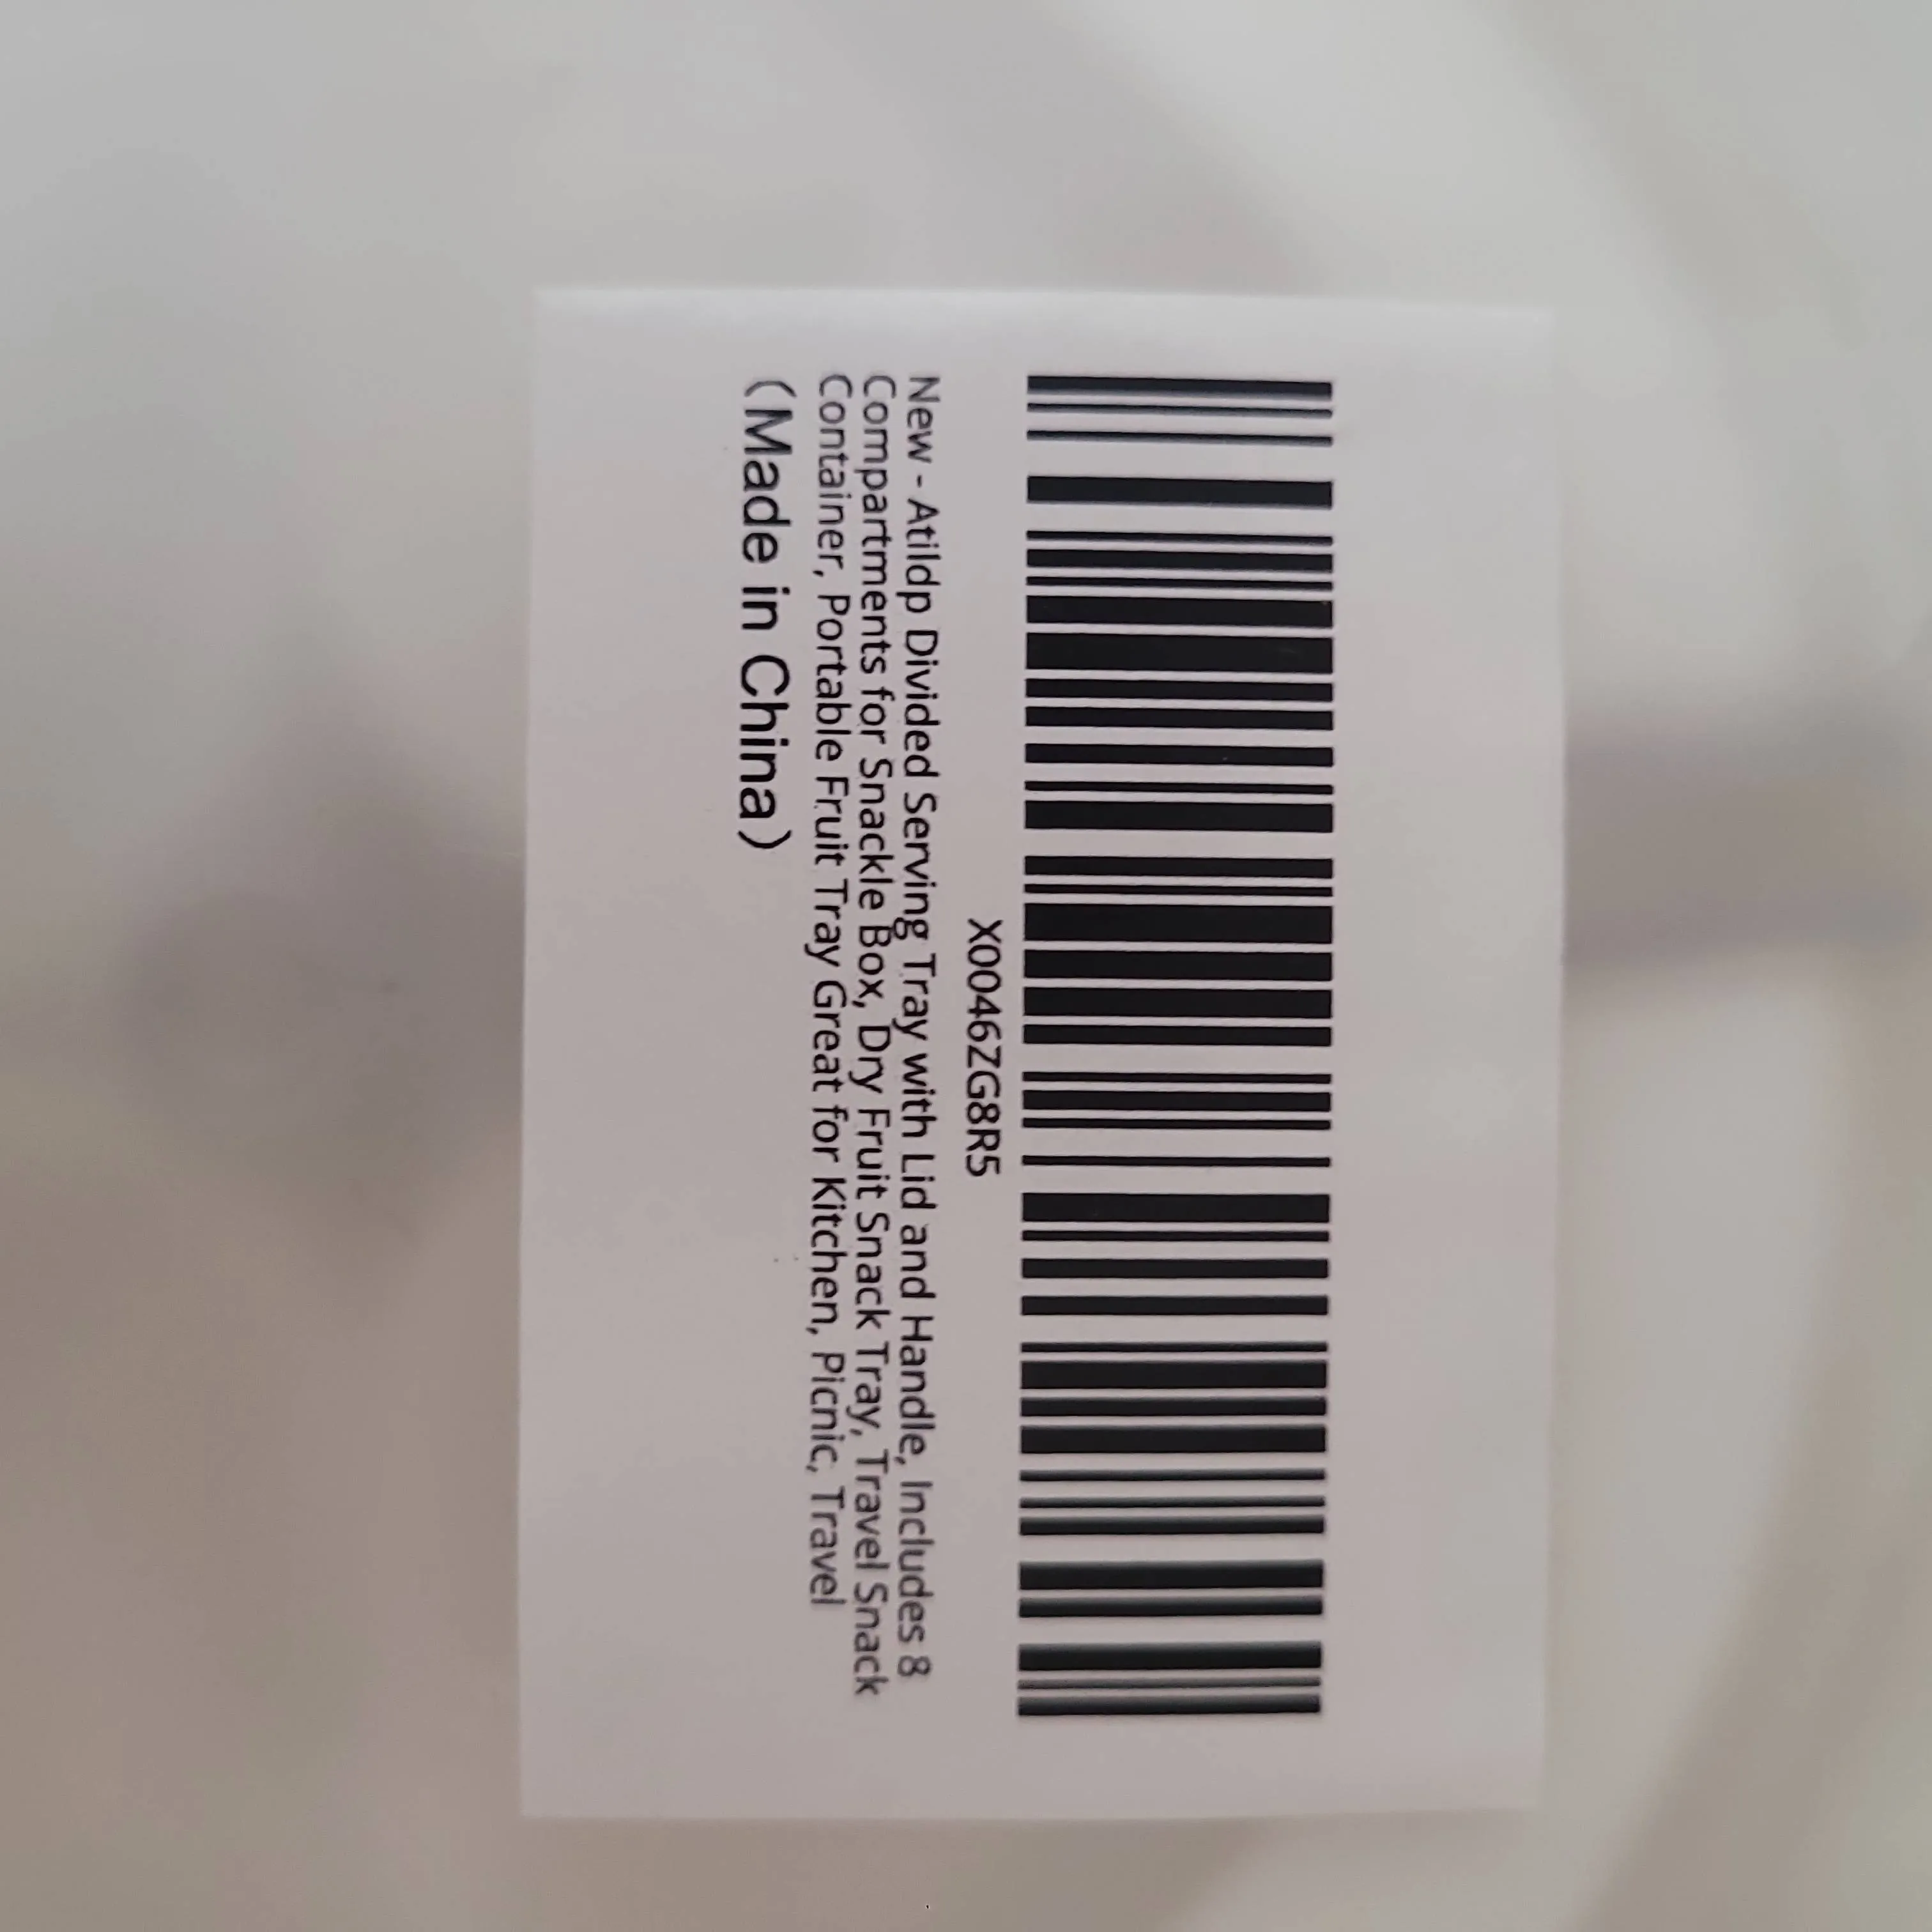 X0046ZG8R5
New - Atildp Divided Serving Tray with Lid and Handle, Includes 8
Compartments for Snackle Box, Dry Fruit Snack Tray, Travel Snack
Container, Portable Fruit Tray Great for Kitchen, Picnic, Travel
(Made in China)